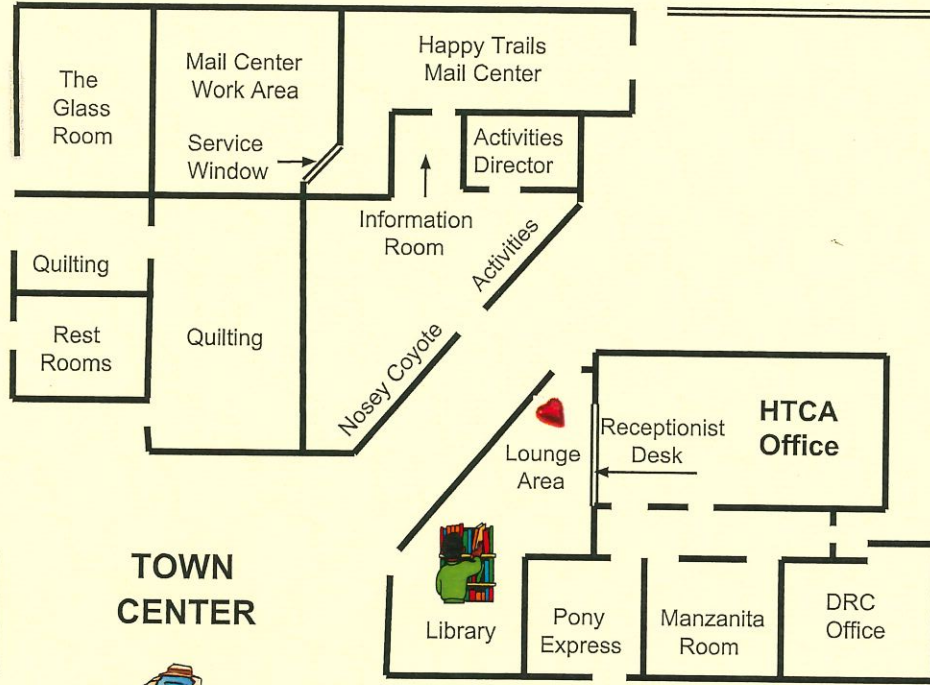 The
Glass
Room
Mail Center
Work Area
Happy Trails
Mail Center
Service
Window
Activities
Director
Information
Room
Activities
Quilting
Rest
Rooms
Quilting
Nosey Coyote
HTCA
Office
Receptionist
Desk
Lounge
Area
TOWN
CENTER
Library
Pony
Express
Manzanita
Room
DRC
Office